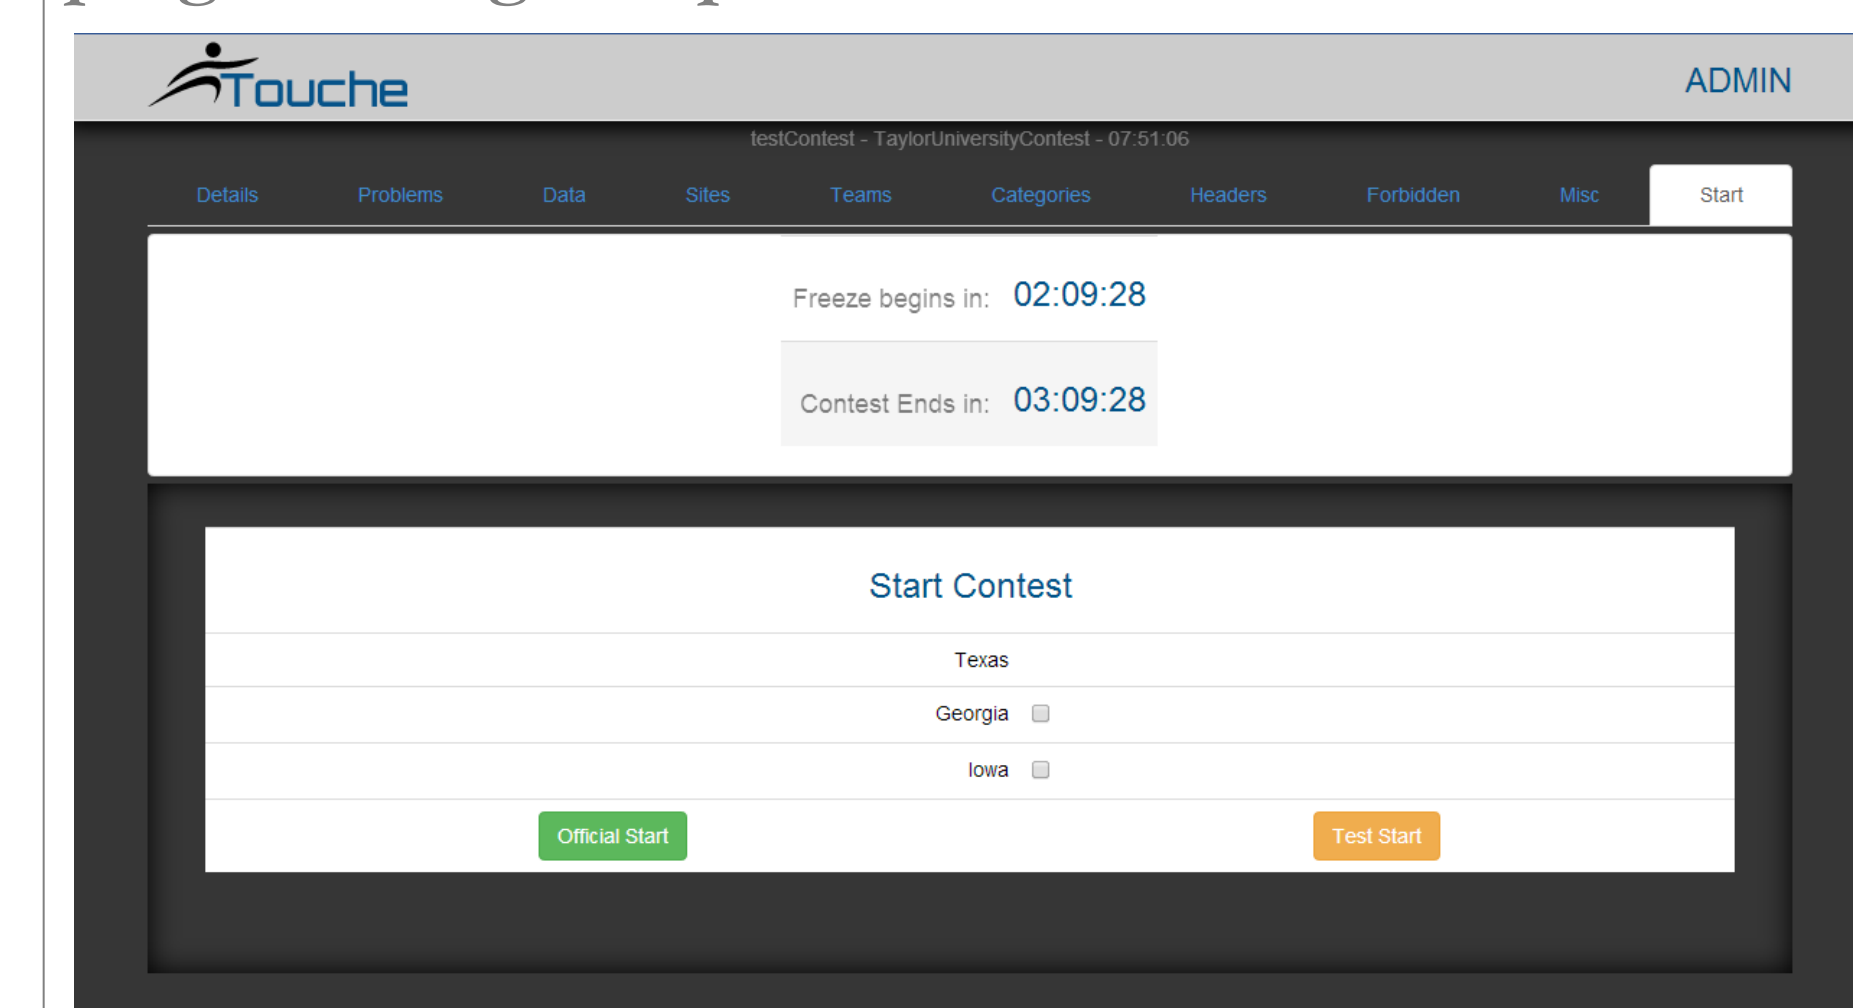 Touche
ADMIN
testContest - TaylorUniversityContest - 07:51:06
Details Problems Data Sites Teams Categories Headers Forbidden Misc Start
Freeze begins in: 02:09:28
Contest Ends in: 03:09:28
Start Contest
Texas
Georgia
Iowa
Official Start Test Start